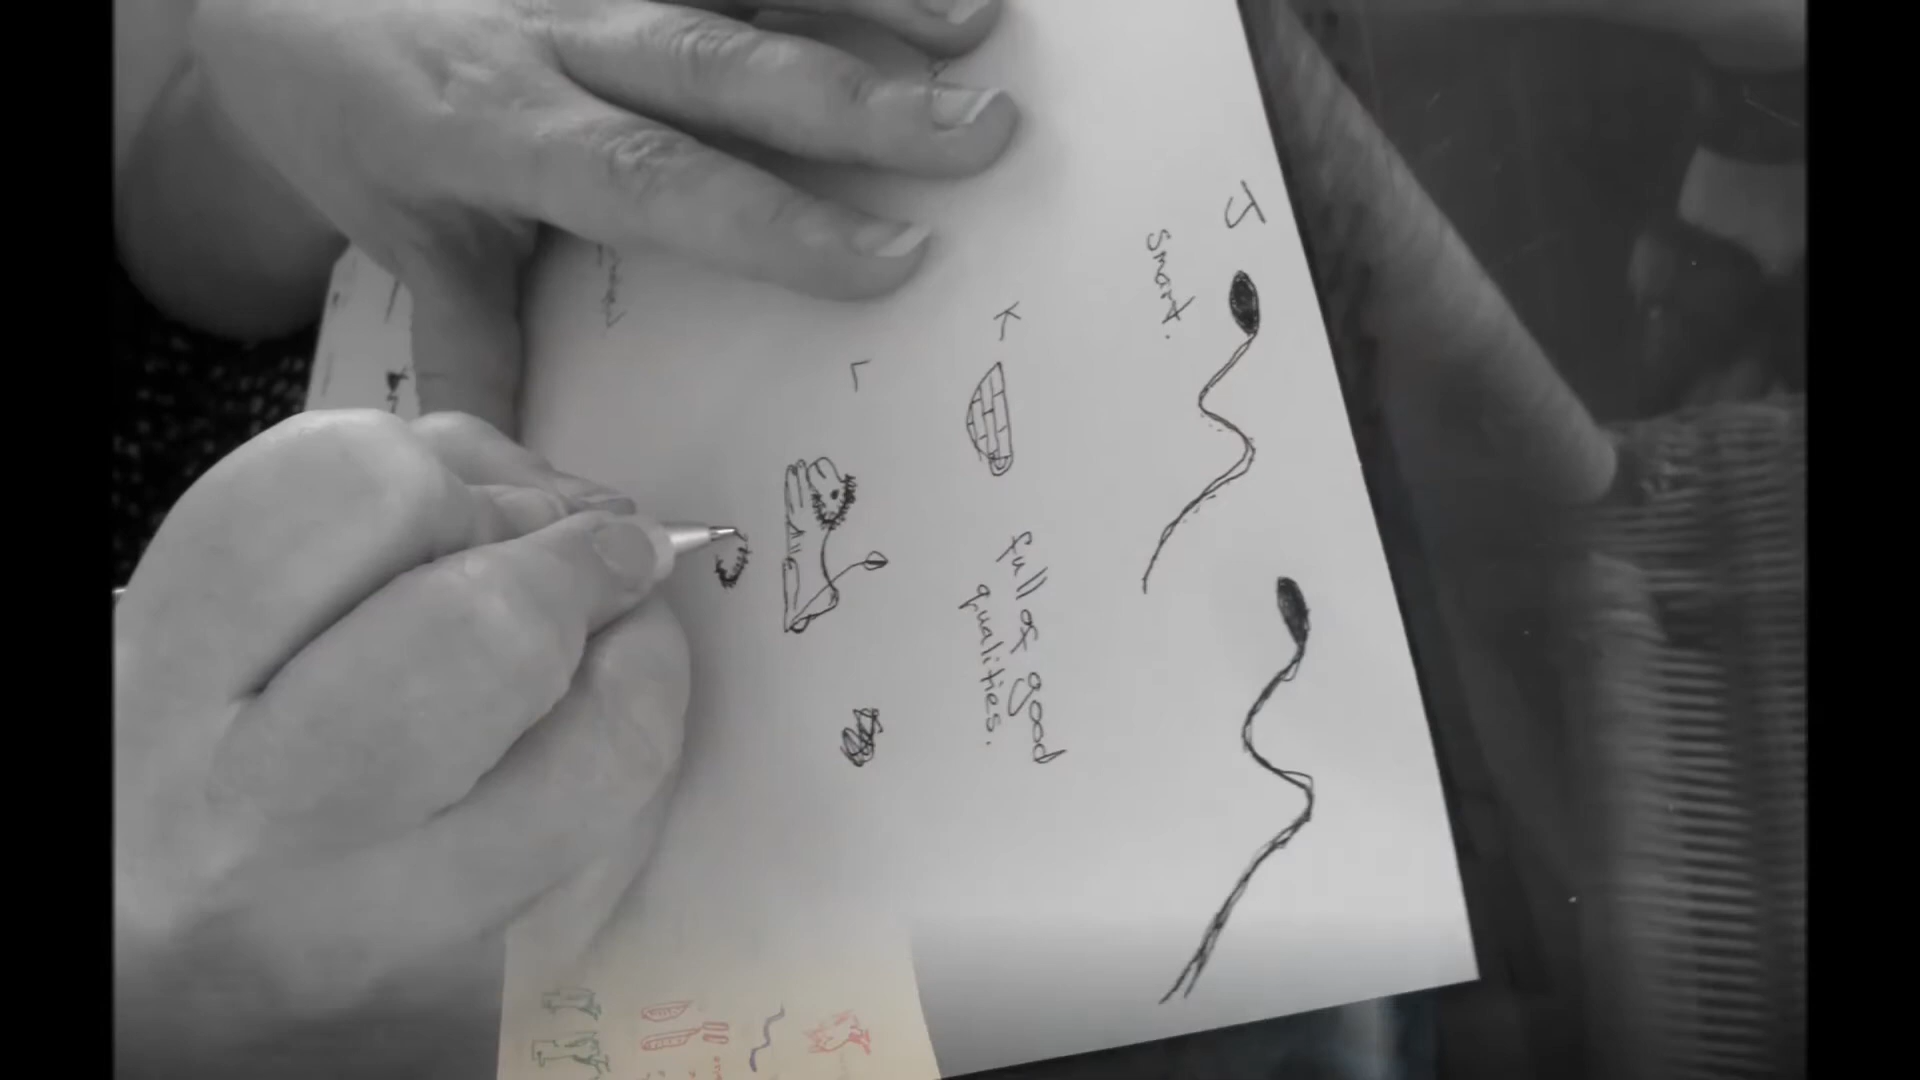 J
Smart.
K
full of good
qualities.
L